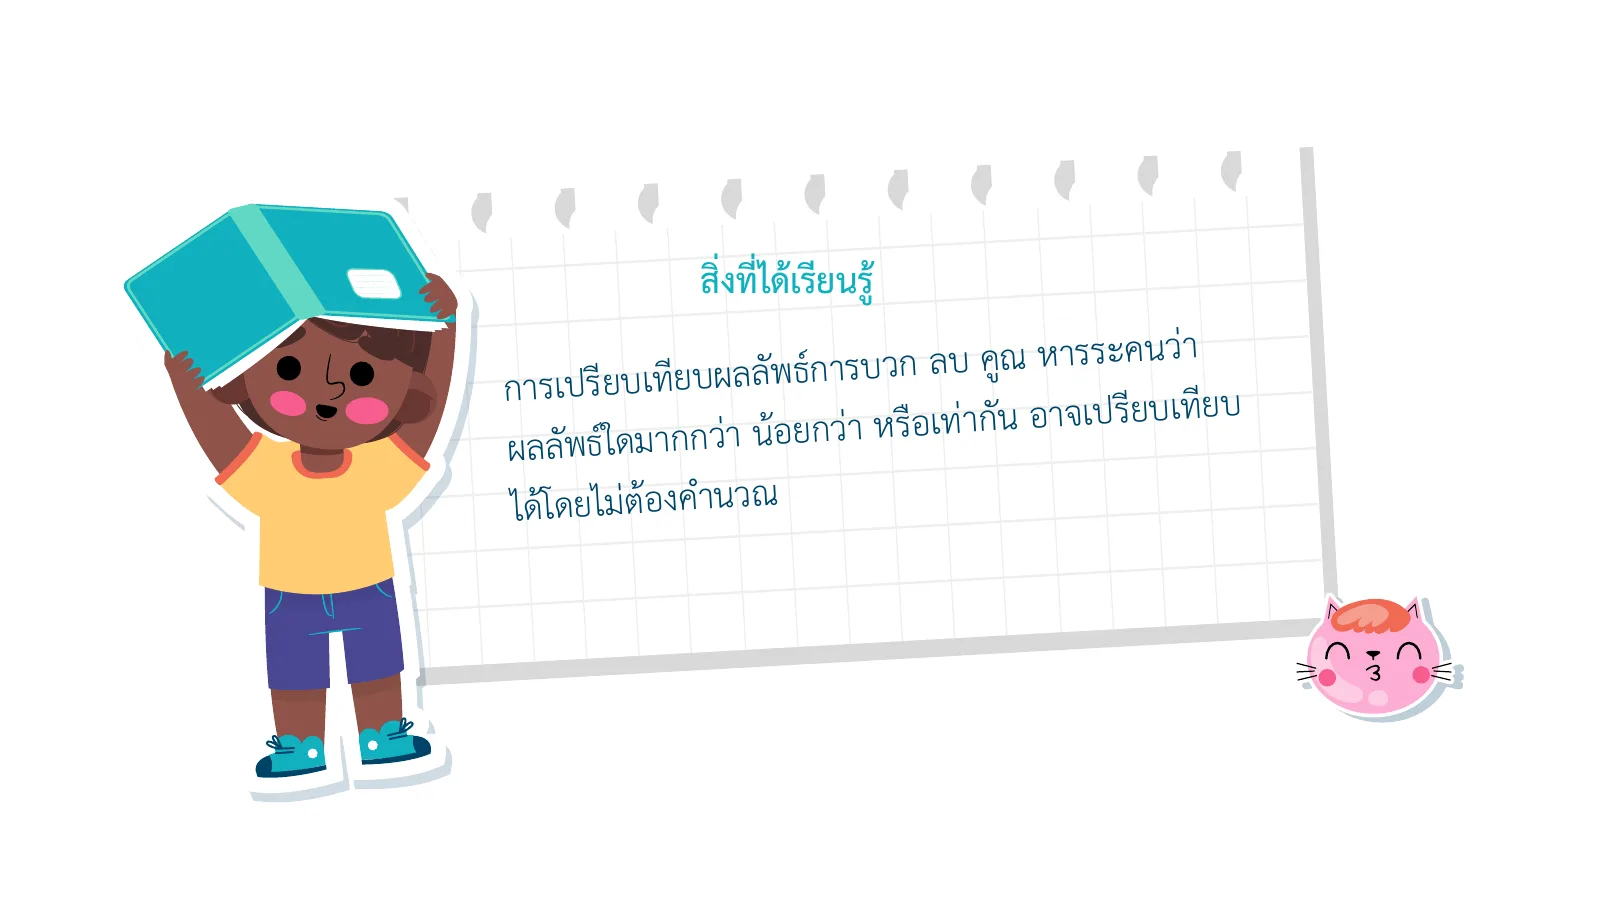 สิ่งที่ได้เรียนรู้
การเปรียบเทียบผลลัพธ์การบวก ลบ คูณ หารระคนว่า
ผลลัพธ์ใดมากกว่า น้อยกว่า หรือเท่ากัน อาจเปรียบเทียบ
ได้โดยไม่ต้องคำนวณ